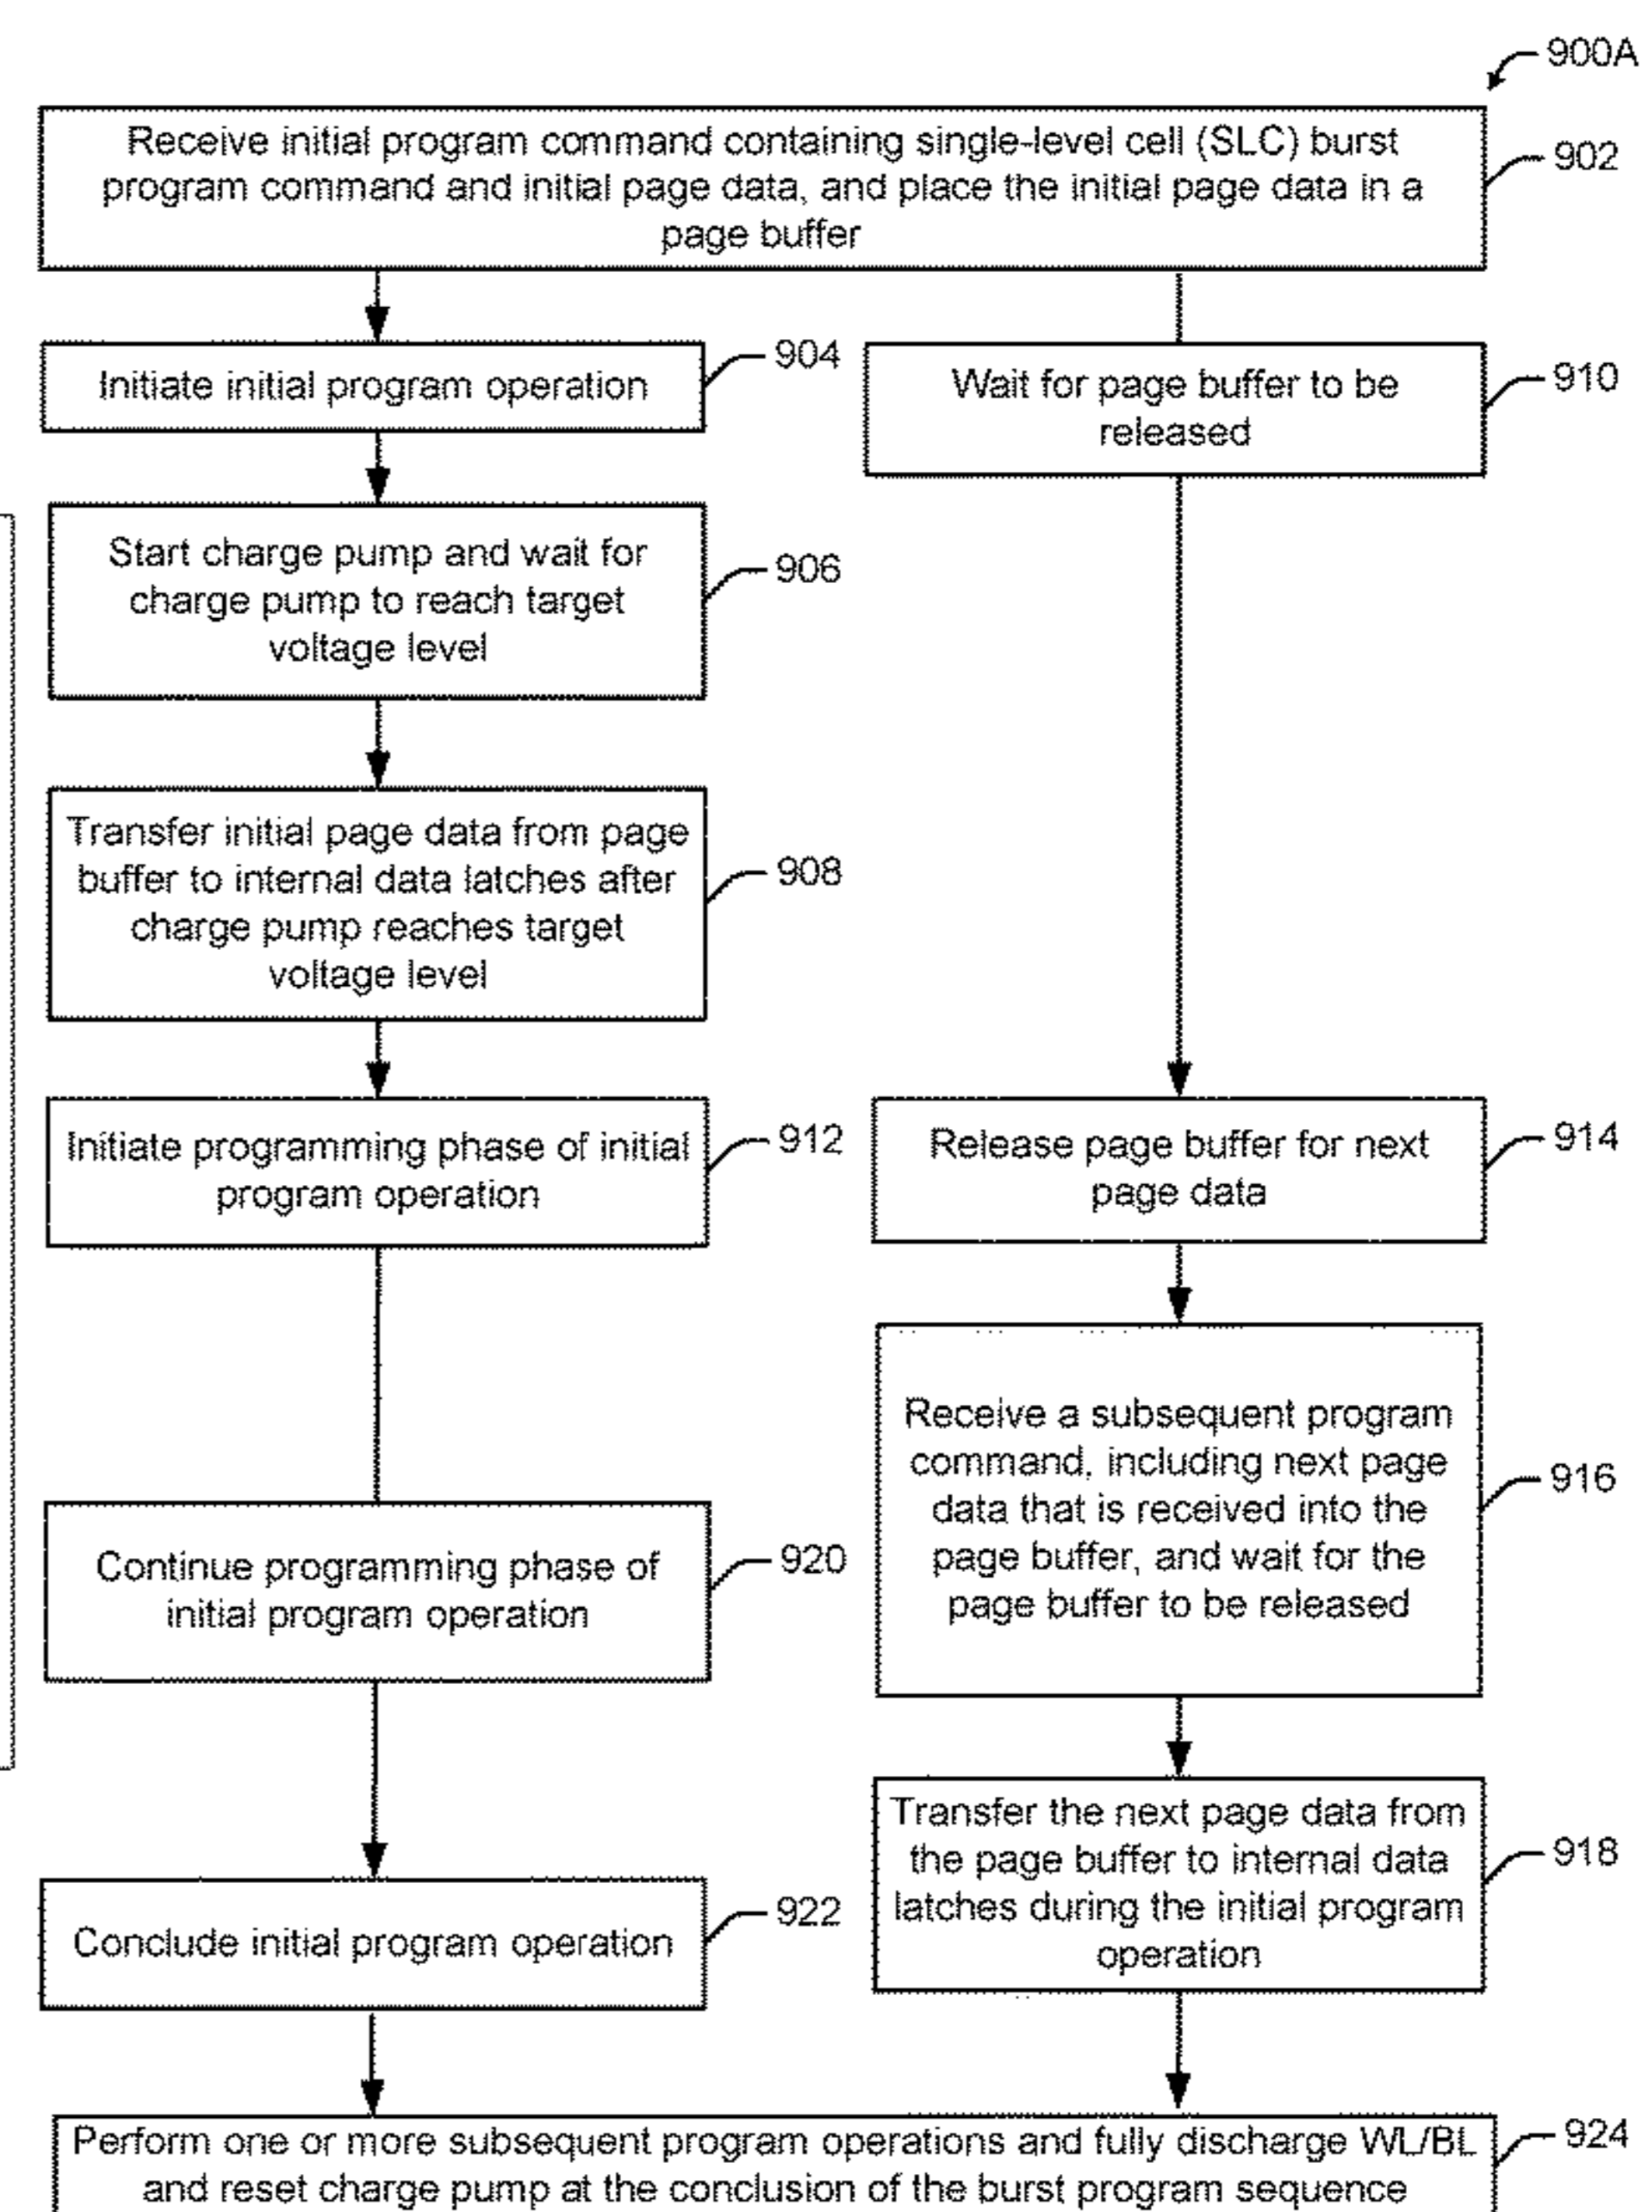 900A
Receive initial program command containing single-level cell (SLC) burst
program command and initial page data, and place the initial page data in a
page buffer
902
Initiate initial program operation
904
Wait for page buffer to be
released
910
Start charge pump and wait for
charge pump to reach target
voltage level
906
Transfer initial page data from page
buffer to internal data latches after
charge pump reaches target
voltage level
908
Initiate programming phase of initial
program operation
912
Release page buffer for next
page data
914
Receive a subsequent program
command, including next page
data that is received into the
page buffer, and wait for the
page buffer to be released
916
Continue programming phase of
initial program operation
920
Transfer the next page data from
the page buffer to internal data
latches during the initial program
operation
918
Conclude initial program operation
922
Perform one or more subsequent program operations and fully discharge WL/BL
and reset charge pump at the conclusion of the burst program sequence
924